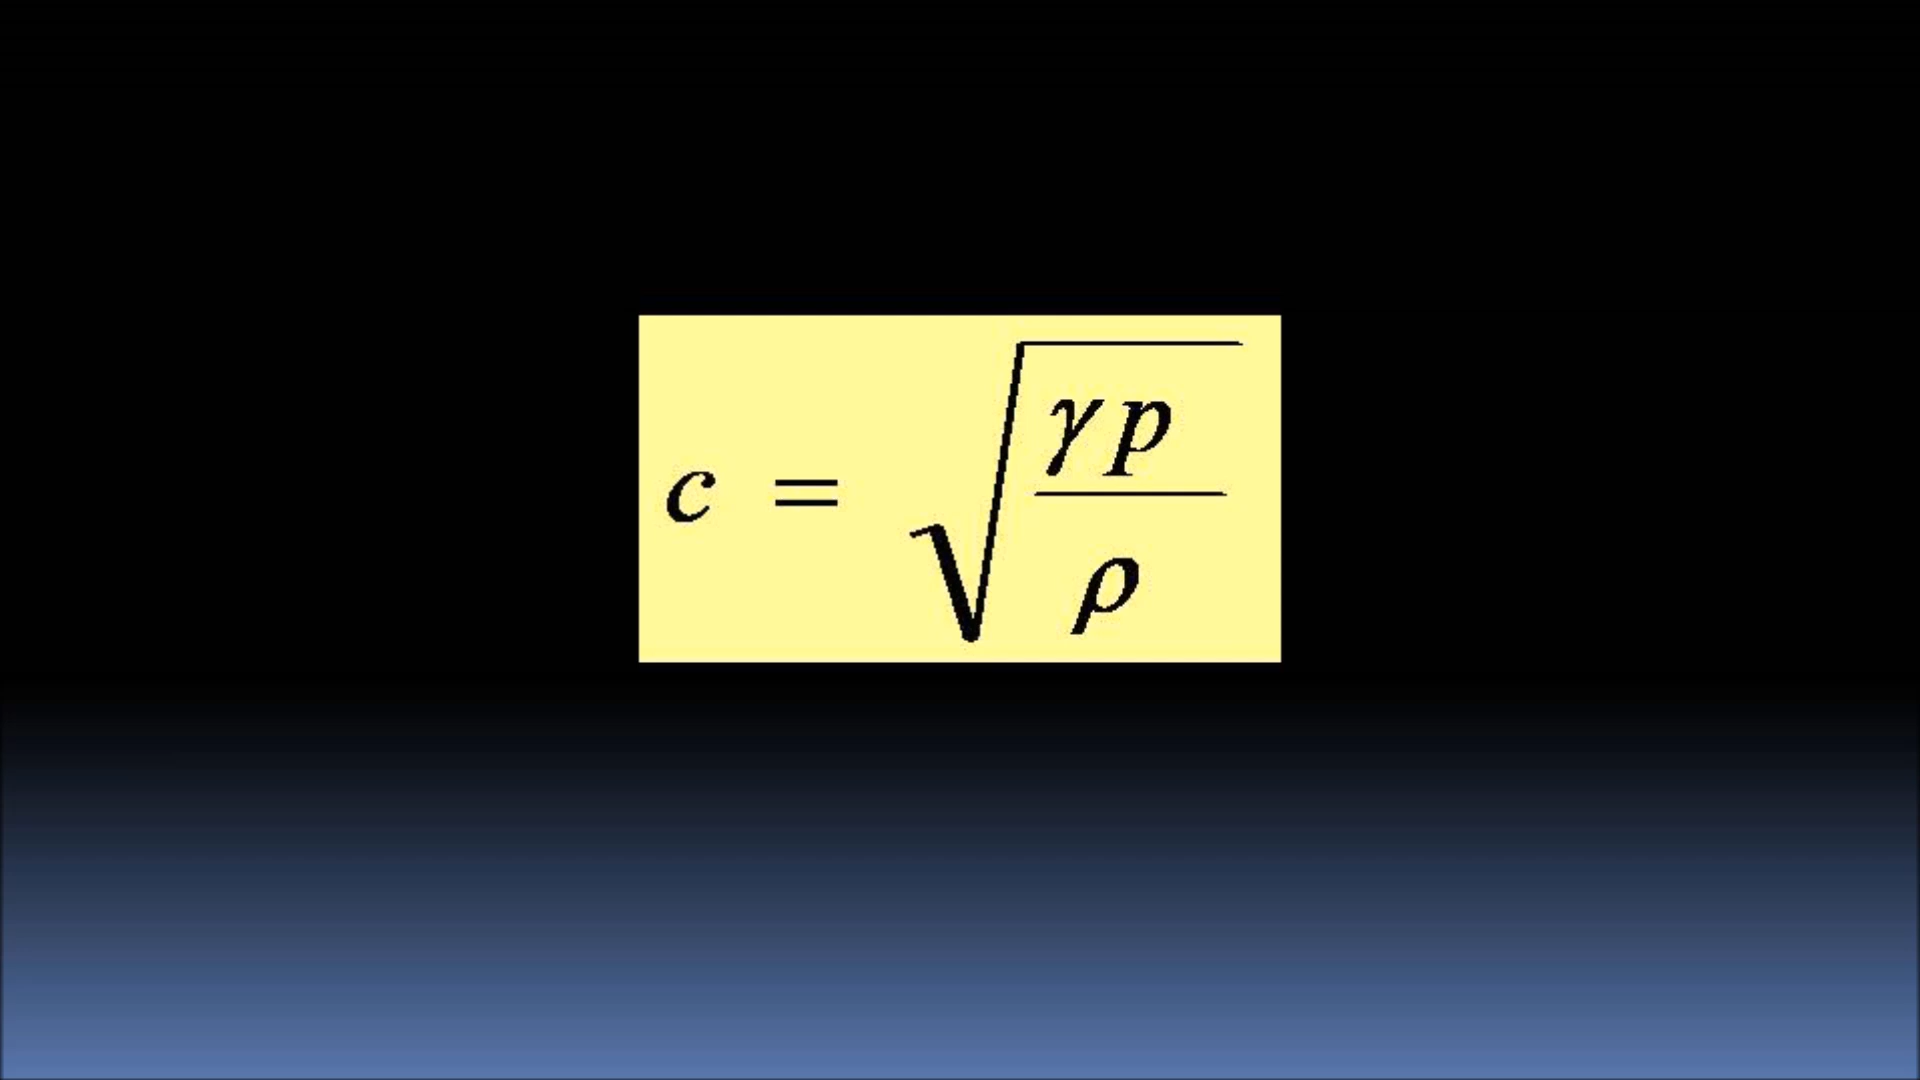 c = √(γp/ρ)